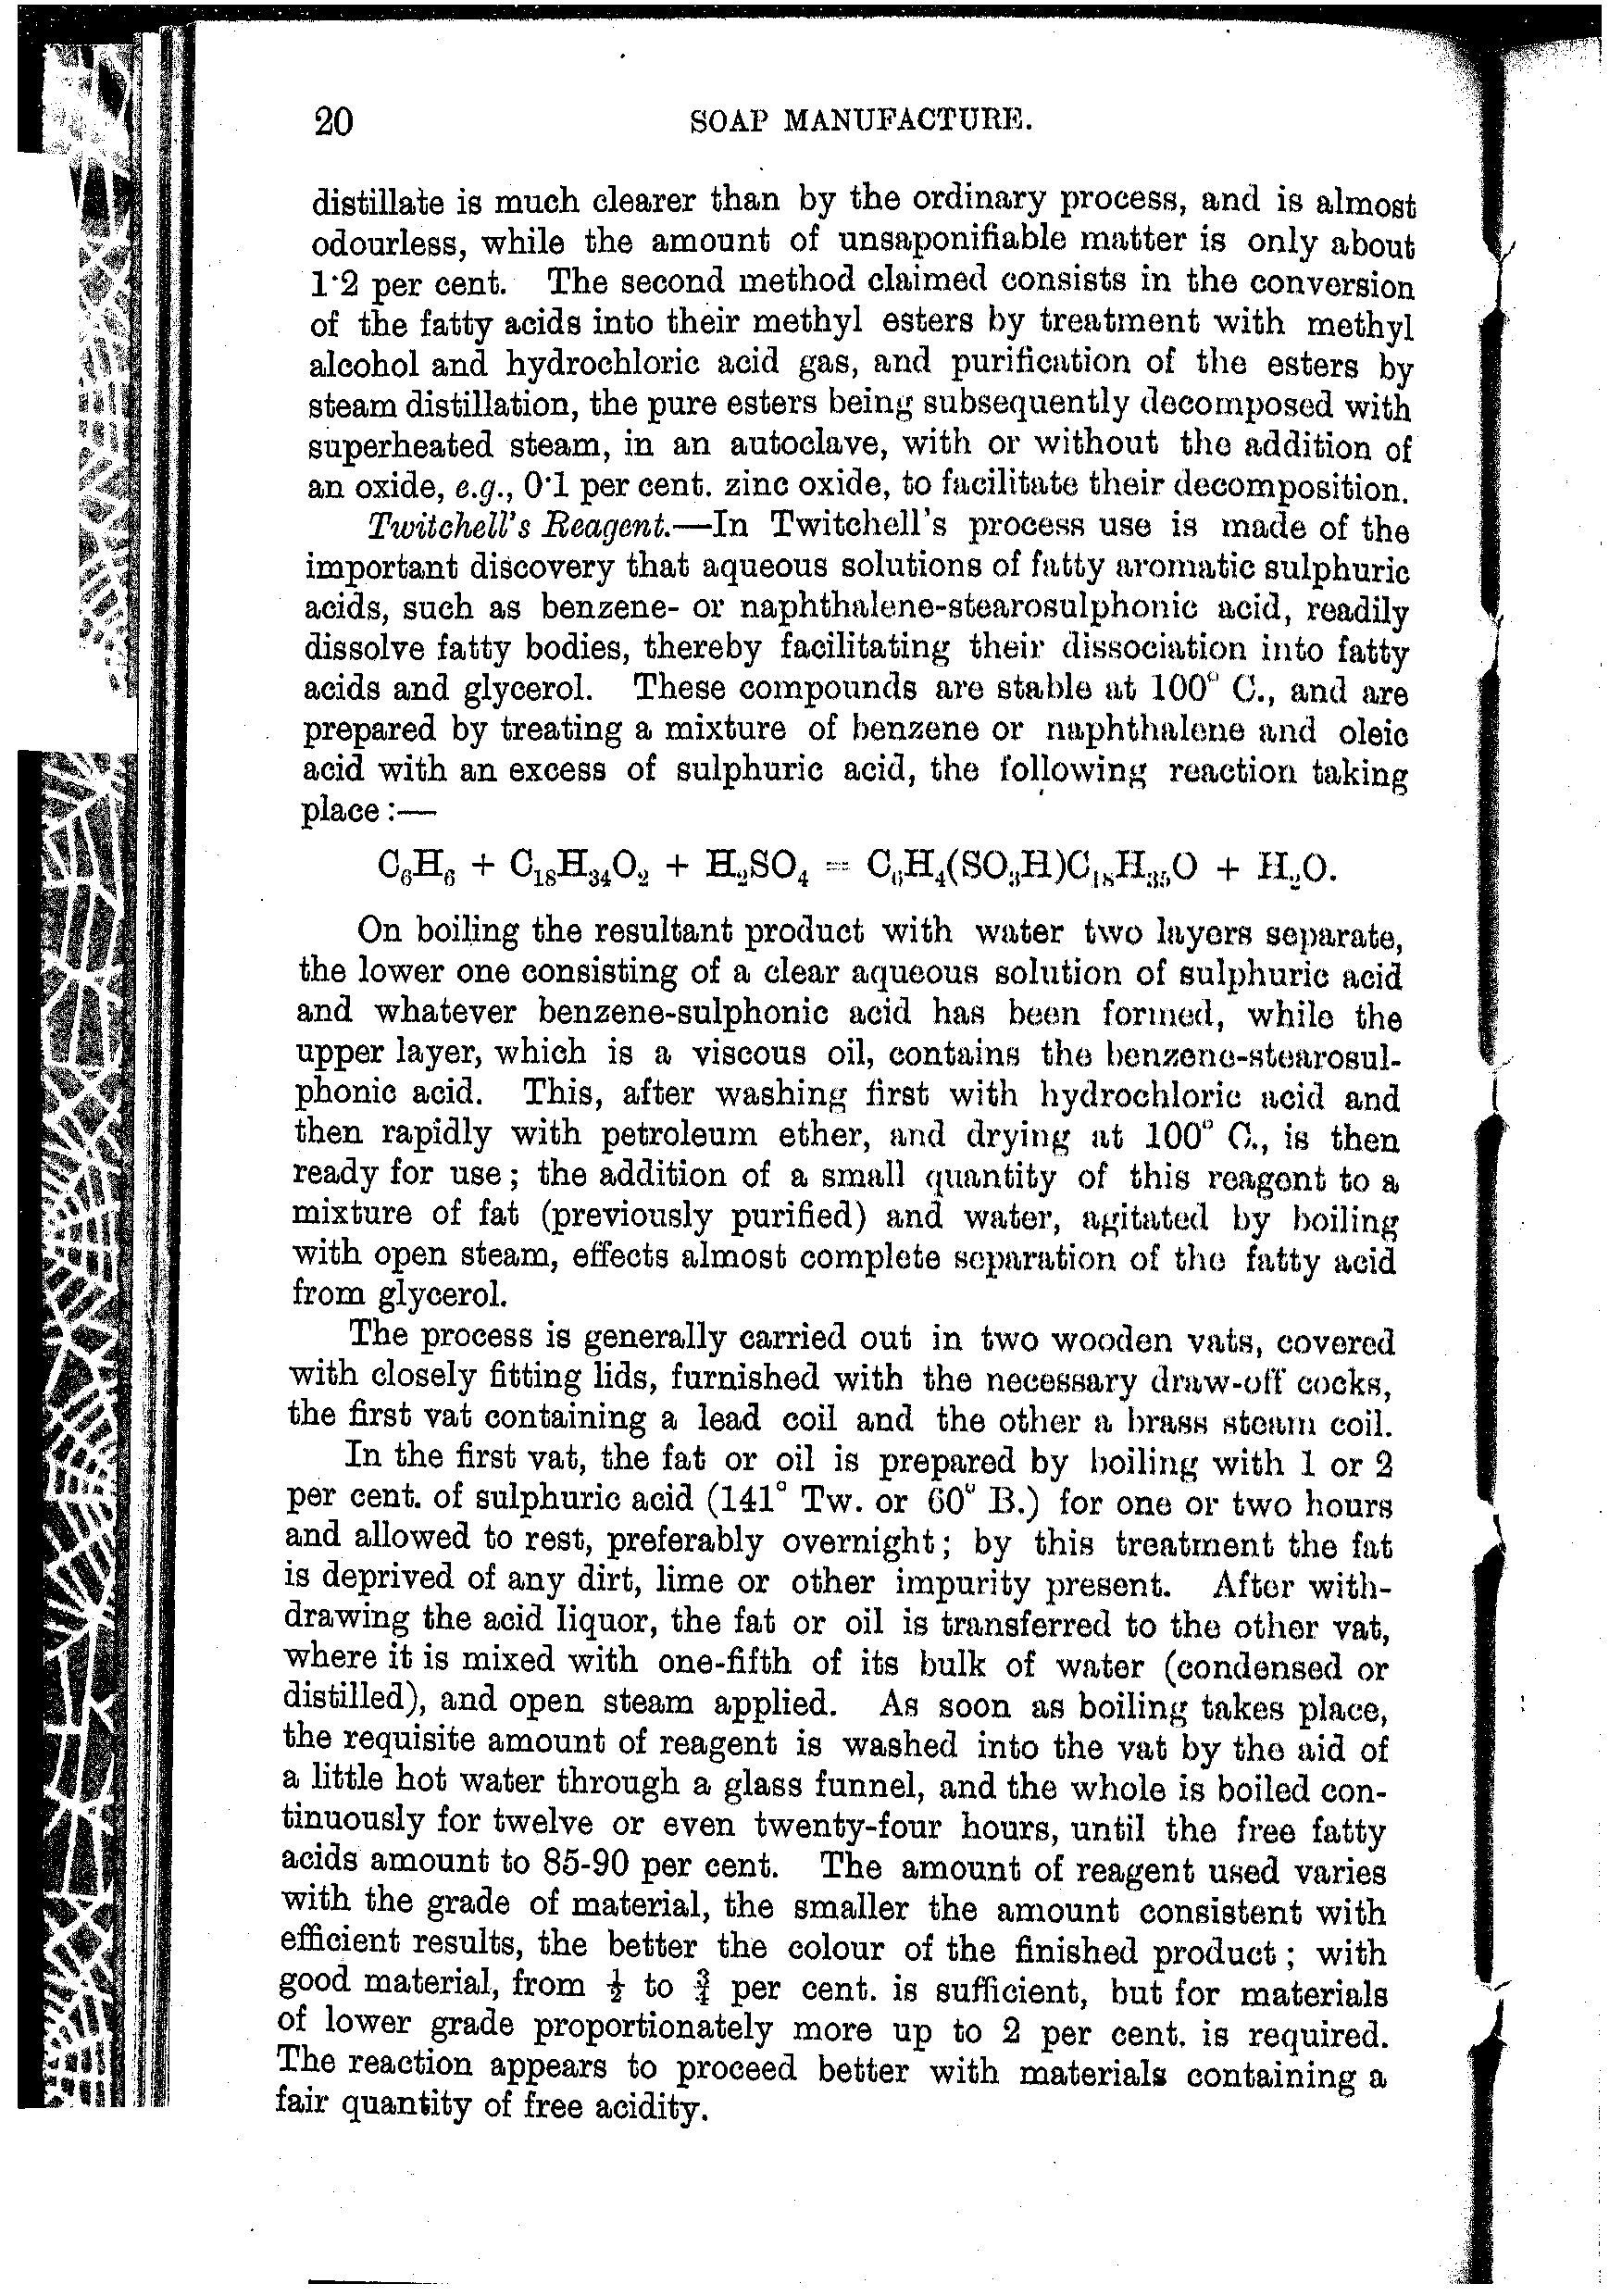 20 SOAP MANUFACTURE.
distillate is much clearer than by the ordinary process, and is almost
odourless, while the amount of unsaponifiable matter is only about
1·2 per cent. The second method claimed consists in the conversion
of the fatty acids into their methyl esters by treatment with methyl
alcohol and hydrochloric acid gas, and purification of the esters by
steam distillation, the pure esters being subsequently decomposed with
superheated steam, in an autoclave, with or without the addition of
an oxide, e.g., 0·1 per cent. zinc oxide, to facilitate their decomposition.
Twitchell's Reagent.—In Twitchell's process use is made of the
important discovery that aqueous solutions of fatty aromatic sulphuric
acids, such as benzene- or naphthalene-stearosulphonic acid, readily
dissolve fatty bodies, thereby facilitating their dissociation into fatty
acids and glycerol. These compounds are stable at 100° C., and are
prepared by treating a mixture of benzene or naphthalene and oleic
acid with an excess of sulphuric acid, the following reaction taking
place :—
C₆H₆ + C₁₈H₃₄O₂ + H₂SO₄ = C₆H₄(SO₃H)C₁₈H₃₅O + H₂O.
On boiling the resultant product with water two layers separate,
the lower one consisting of a clear aqueous solution of sulphuric acid
and whatever benzene-sulphonic acid has been formed, while the
upper layer, which is a viscous oil, contains the benzene-stearosul-
phonic acid. This, after washing first with hydrochloric acid and
then rapidly with petroleum ether, and drying at 100° C., is then
ready for use ; the addition of a small quantity of this reagent to a
mixture of fat (previously purified) and water, agitated by boiling
with open steam, effects almost complete separation of the fatty acid
from glycerol.
The process is generally carried out in two wooden vats, covered
with closely fitting lids, furnished with the necessary draw-off cocks,
the first vat containing a lead coil and the other a brass steam coil.
In the first vat, the fat or oil is prepared by boiling with 1 or 2
per cent. of sulphuric acid (141° Tw. or 60° B.) for one or two hours
and allowed to rest, preferably overnight ; by this treatment the fat
is deprived of any dirt, lime or other impurity present. After with-
drawing the acid liquor, the fat or oil is transferred to the other vat,
where it is mixed with one-fifth of its bulk of water (condensed or
distilled), and open steam applied. As soon as boiling takes place,
the requisite amount of reagent is washed into the vat by the aid of
a little hot water through a glass funnel, and the whole is boiled con-
tinuously for twelve or even twenty-four hours, until the free fatty
acids amount to 85-90 per cent. The amount of reagent used varies
with the grade of material, the smaller the amount consistent with
efficient results, the better the colour of the finished product ; with
good material, from ½ to ¾ per cent. is sufficient, but for materials
of lower grade proportionately more up to 2 per cent. is required.
The reaction appears to proceed better with materials containing a
fair quantity of free acidity.